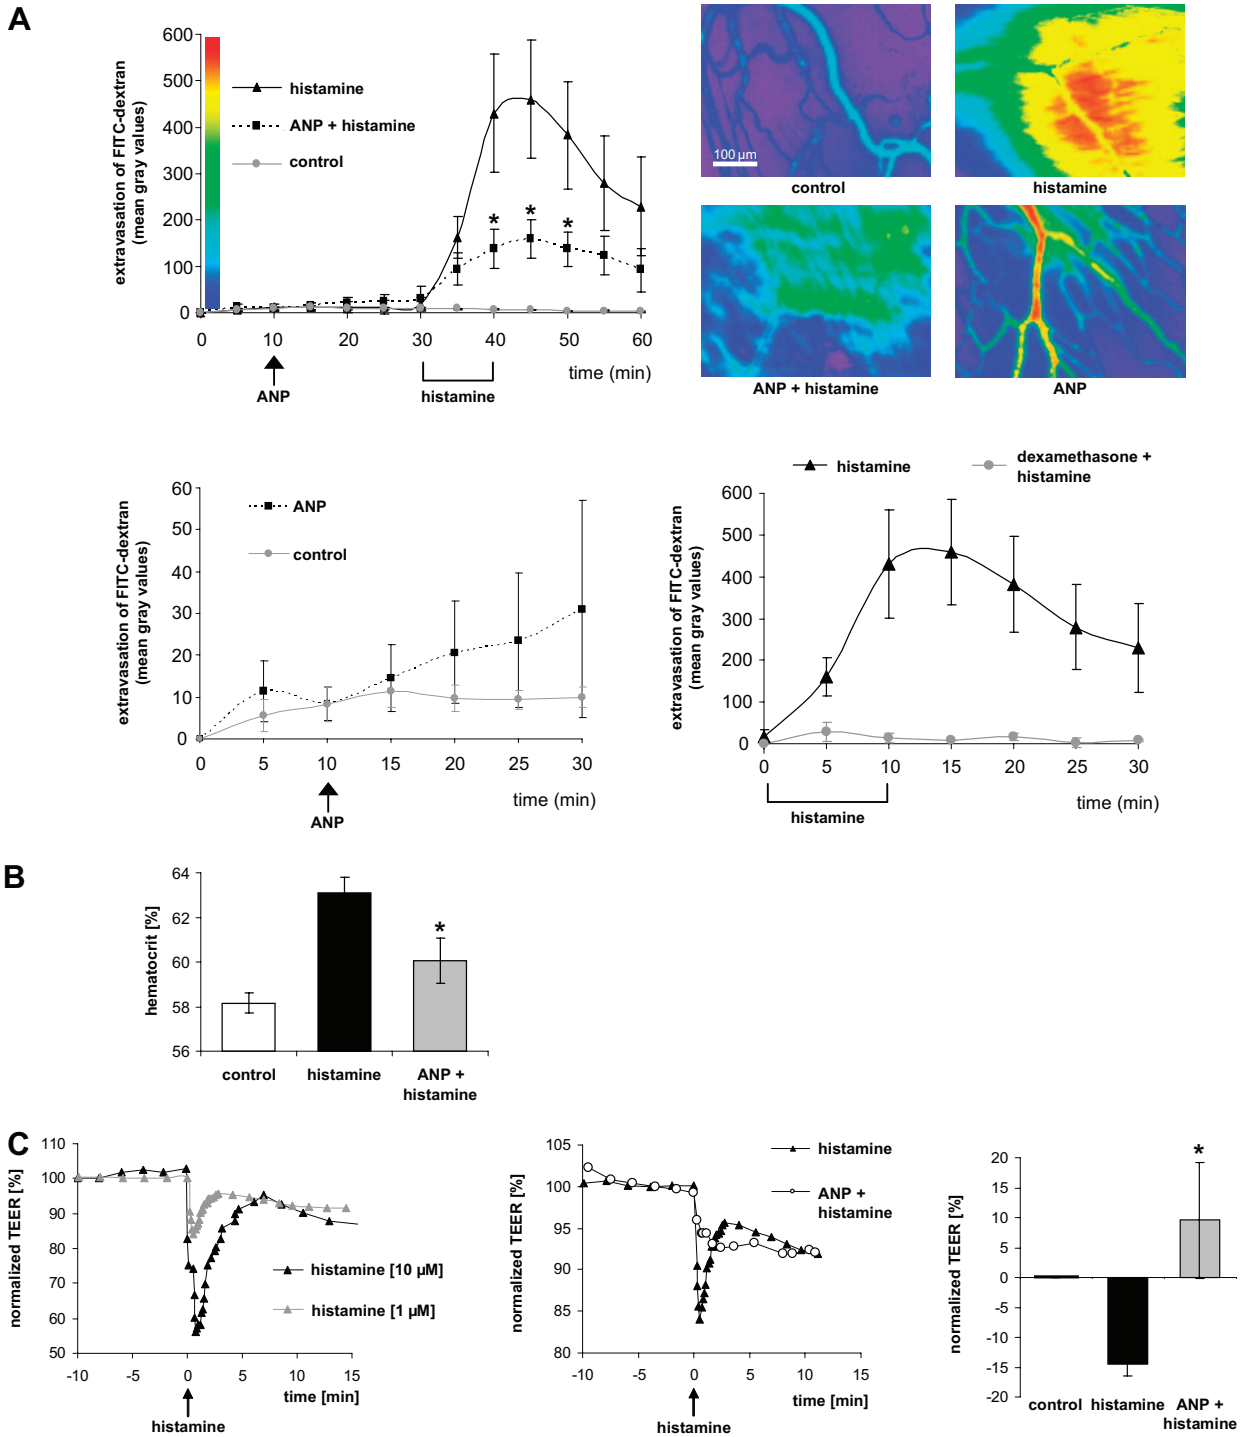 A
extravasation of FITC-dextran
(mean gray values)
600
500
400
300
200
100
0
histamine
ANP + histamine
control
* * *
0 10 20 30 40 50 60
time (min)
ANP
histamine
100 µm
control
histamine
ANP + histamine
ANP
extravasation of FITC-dextran
(mean gray values)
60
50
40
30
20
10
0
ANP
control
0 5 10 15 20 25 30
time (min)
ANP
histamine
dexamethasone +
histamine
extravasation of FITC-dextran
(mean gray values)
600
500
400
300
200
100
0
0 5 10 15 20 25 30
time (min)
histamine
B
hematocrit [%]
64
62
60
58
56
*
control histamine ANP +
histamine
C
normalized TEER [%]
110
100
90
80
70
60
50
histamine [10 µM]
histamine [1 µM]
-10 -5 0 5 10 15
time [min]
histamine
normalized TEER [%]
105
100
95
90
85
80
histamine
ANP +
histamine
-10 -5 0 5 10 15
time [min]
histamine
normalized TEER [%]
20
15
10
5
0
-5
-10
-15
-20
*
control histamine ANP +
histamine